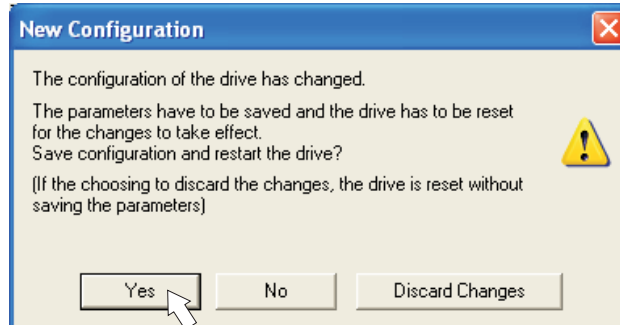 New Configuration
The configuration of the drive has changed.
The parameters have to be saved and the drive has to be reset
for the changes to take effect.
Save configuration and restart the drive?
(If the choosing to discard the changes, the drive is reset without
saving the parameters)
Yes
No
Discard Changes